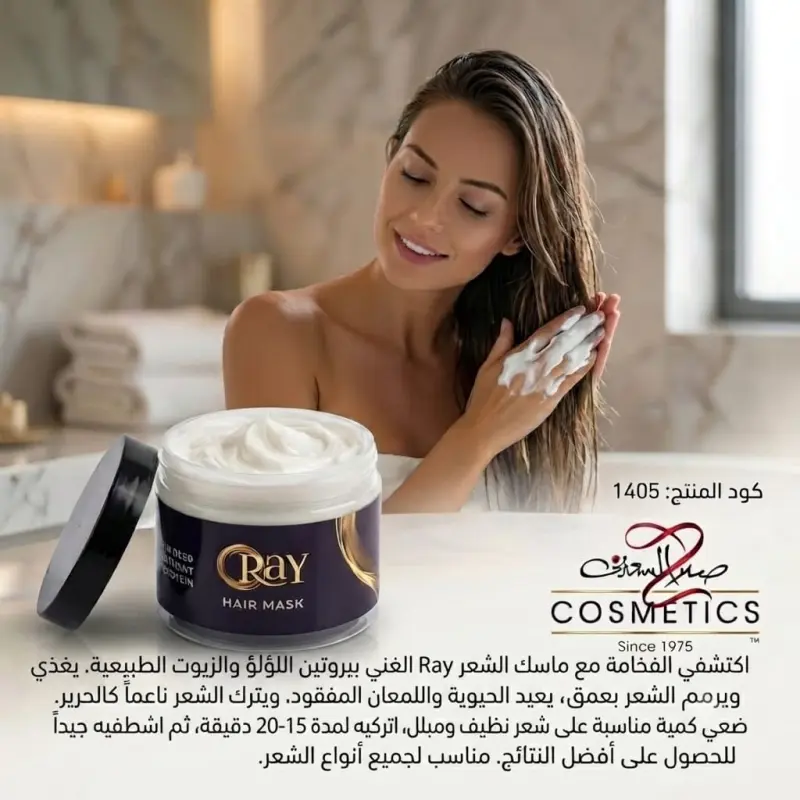 RAY
HAIR MASK
كود المنتج: 1405
COSMETICS
Since 1975
TM
اكتشفي الفخامة مع ماسك الشعر Ray الغني بيروتين اللؤلؤ والزيوت الطبيعية. يغذي
ويرمم الشعر بعمق، يعيد الحيوية واللمعان المفقود. ويترك الشعر ناعماً كالحرير.
ضعي كمية مناسبة على شعر نظيف ومبلل، اتركيه لمدة 15-20 دقيقة، ثم اشطفيه جيداً
للحصول على أفضل النتائج. مناسب لجميع أنواع الشعر.